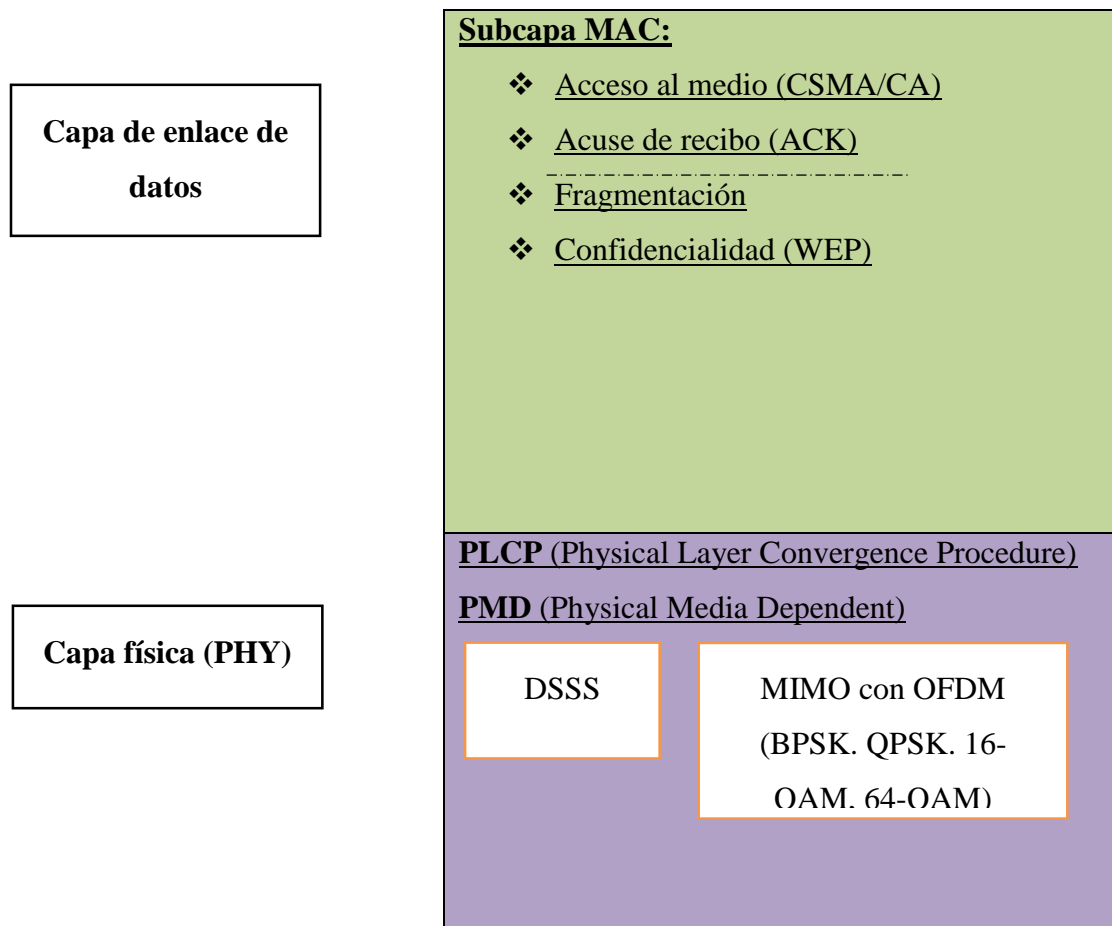 Subcapa MAC:
❖ Acceso al medio (CSMA/CA)
Capa de enlace de
datos
❖ Acuse de recibo (ACK)
❖ Fragmentación
❖ Confidencialidad (WEP)
PLCP (Physical Layer Convergence Procedure)
PMD (Physical Media Dependent)
Capa física (PHY)
DSSS
MIMO con OFDM
(BPSK. QPSK. 16-
QAM. 64-QAM)